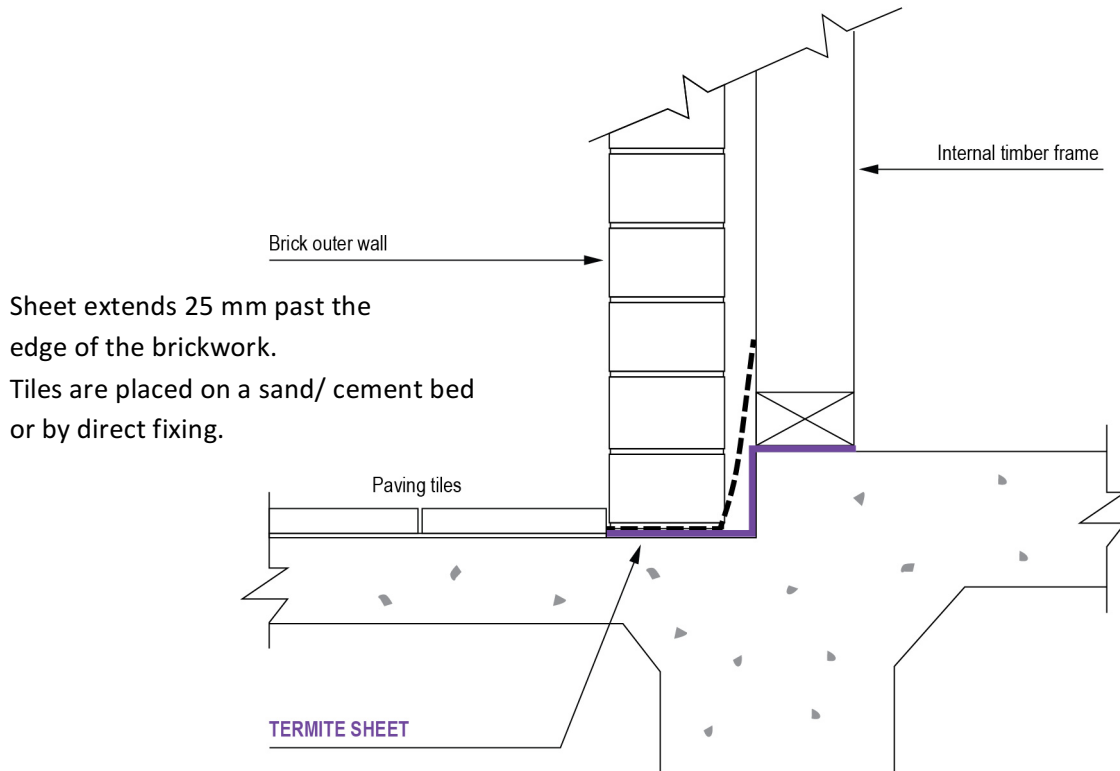 Internal timber frame
Brick outer wall
Sheet extends 25 mm past the
edge of the brickwork.
Tiles are placed on a sand/ cement bed
or by direct fixing.
Paving tiles
TERMITE SHEET